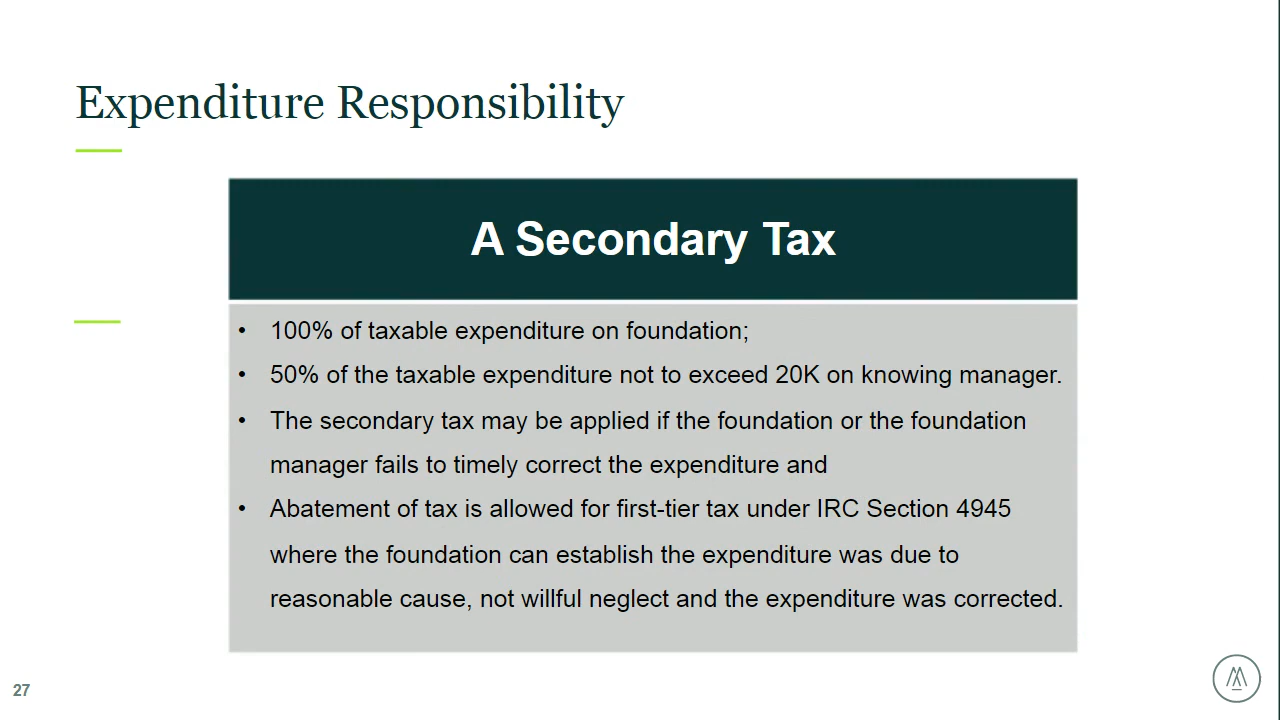 Expenditure Responsibility
A Secondary Tax
• 100% of taxable expenditure on foundation;
• 50% of the taxable expenditure not to exceed 20K on knowing manager.
• The secondary tax may be applied if the foundation or the foundation
manager fails to timely correct the expenditure and
• Abatement of tax is allowed for first-tier tax under IRC Section 4945
where the foundation can establish the expenditure was due to
reasonable cause, not willful neglect and the expenditure was corrected.
27